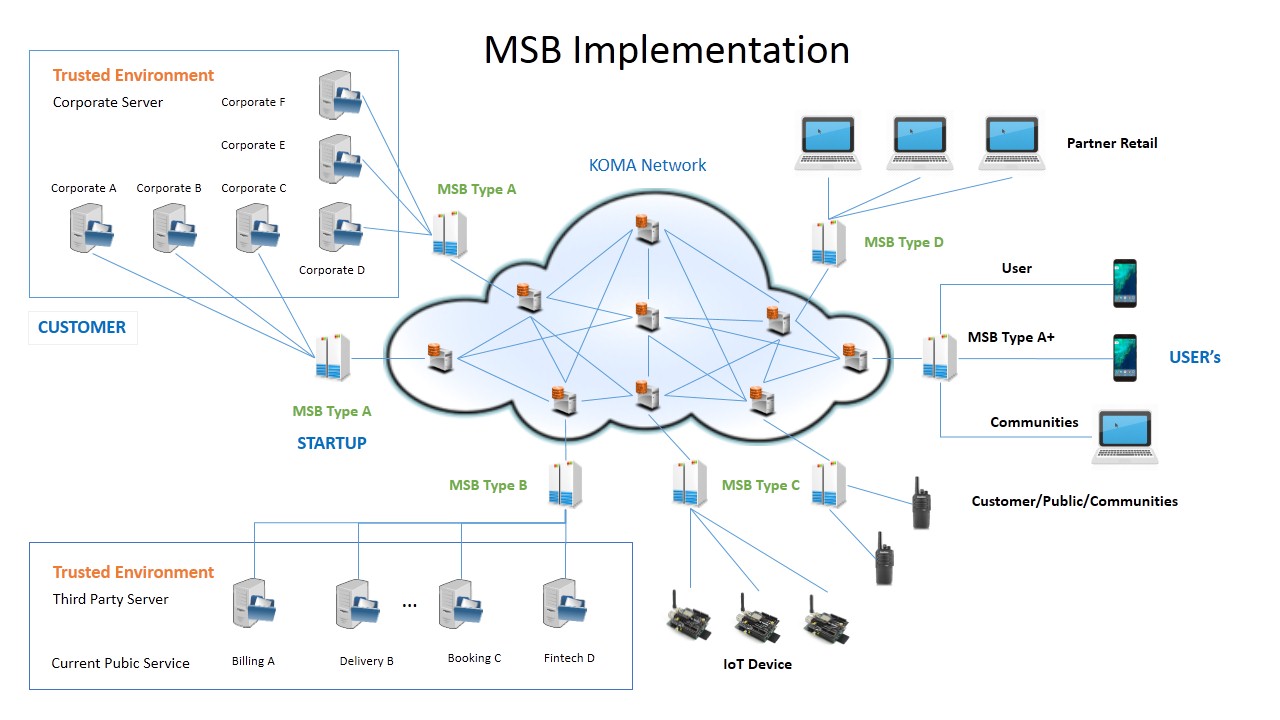 MSB Implementation
Trusted Environment
Corporate Server
Corporate F
Corporate E
Corporate A
Corporate B
Corporate C
Corporate D
CUSTOMER
MSB Type A
KOMA Network
MSB Type A
STARTUP
Partner Retail
MSB Type D
User
MSB Type A+
USER’s
Communities
MSB Type B
MSB Type C
Customer/Public/Communities
IoT Device
Trusted Environment
Third Party Server
...
Current Pubic Service
Billing A
Delivery B
Booking C
Fintech D